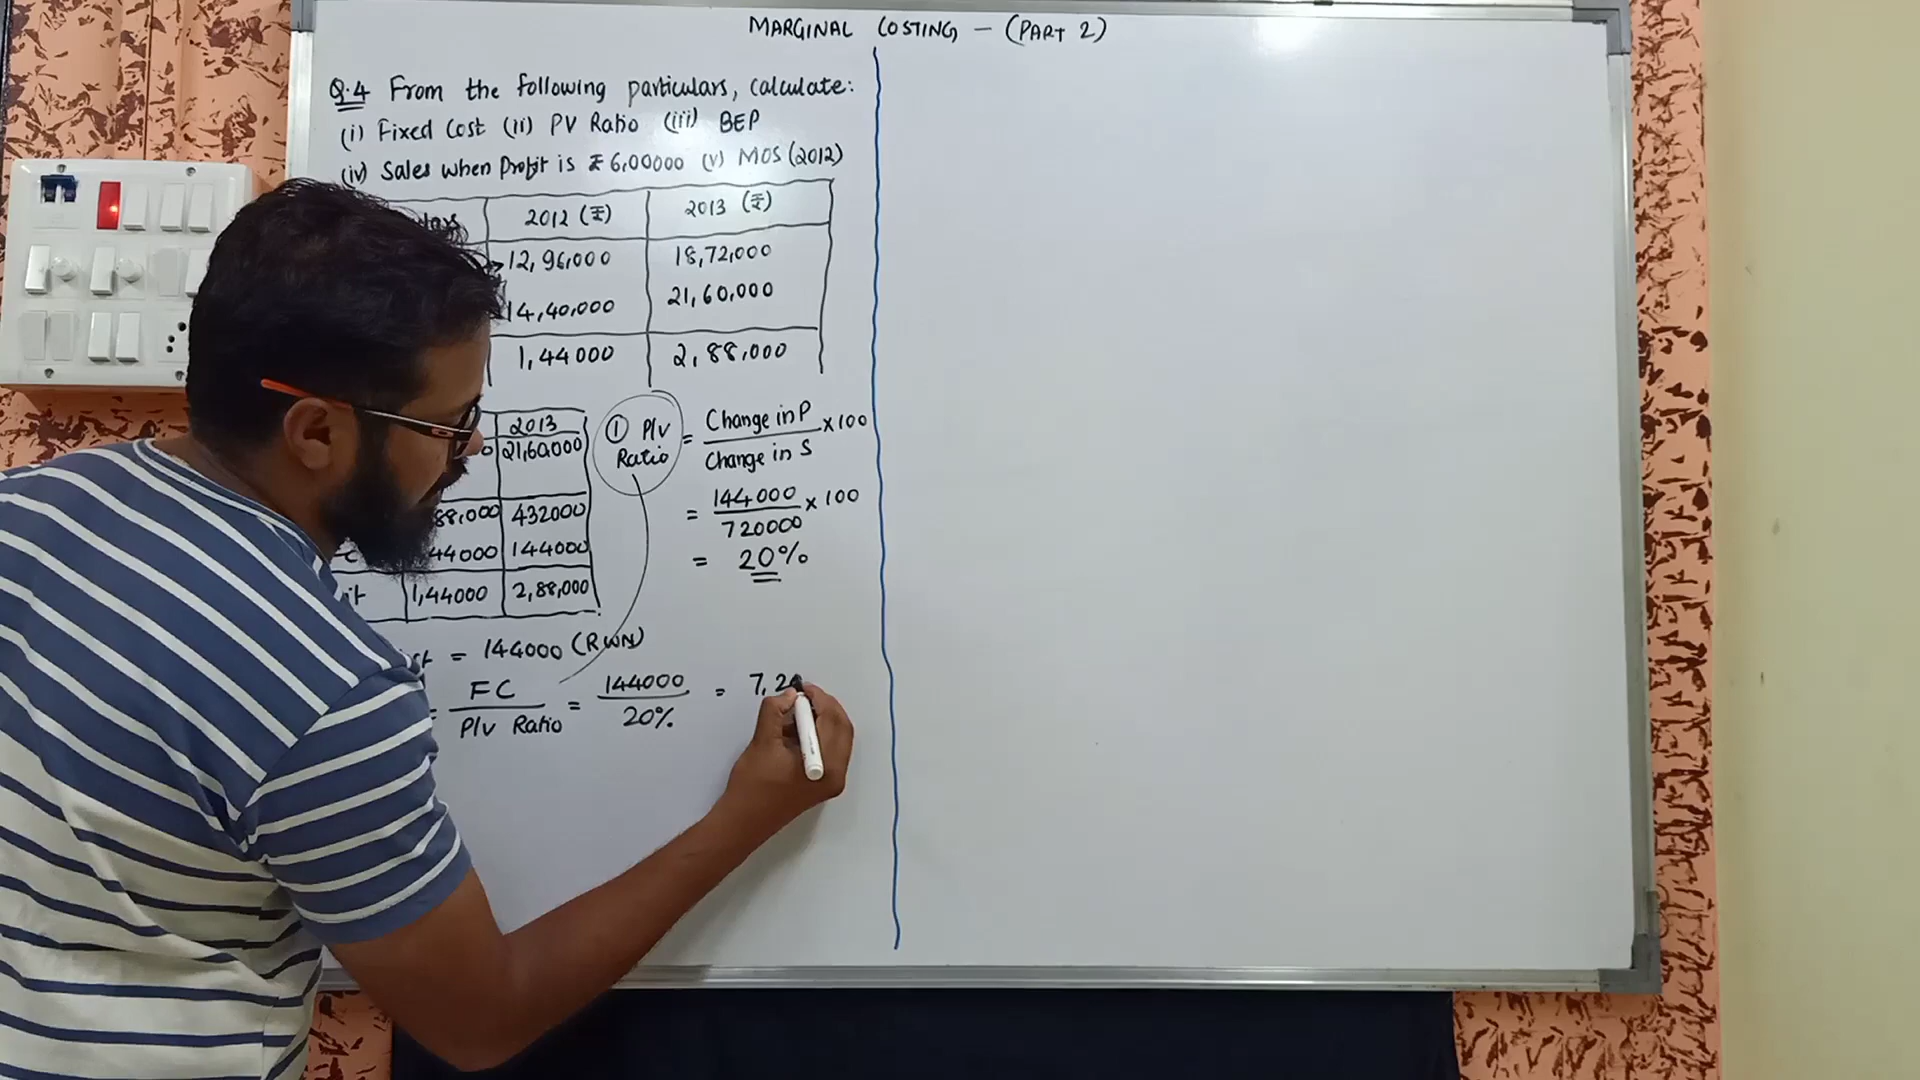 MARGINAL COSTING - (PART 2)
Q.4 From the following particulars, calculate:
(i) Fixed Cost (ii) PV Ratio (iii) BEP
(iv) Sales when Profit is ₹ 6,00000 (v) MOS (2012)
2012 (₹) 2013 (₹)
12,96,000 18,72,000
14,40,000 21,60,000
1,44000 2,88,000
2013
21,60,000
88,000 432000
44000 144000
1,44000 2,88,000
① P/V Ratio = Change in P / Change in S × 100
= 144000 / 720000 × 100
= 20%
= 144000 (RWN)
= FC / P/V Ratio = 144000 / 20% = 7,2